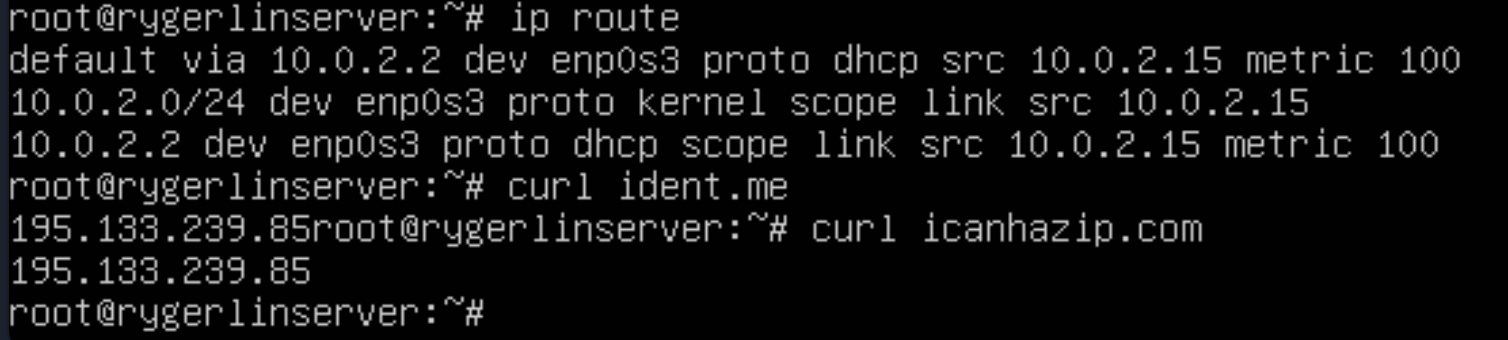 root@rygerlinserver:~# ip route
default via 10.0.2.2 dev enp0s3 proto dhcp src 10.0.2.15 metric 100
10.0.2.0/24 dev enp0s3 proto kernel scope link src 10.0.2.15
10.0.2.2 dev enp0s3 proto dhcp scope link src 10.0.2.15 metric 100
root@rygerlinserver:~# curl ident.me
195.133.239.85root@rygerlinserver:~# curl icanhazip.com
195.133.239.85
root@rygerlinserver:~#